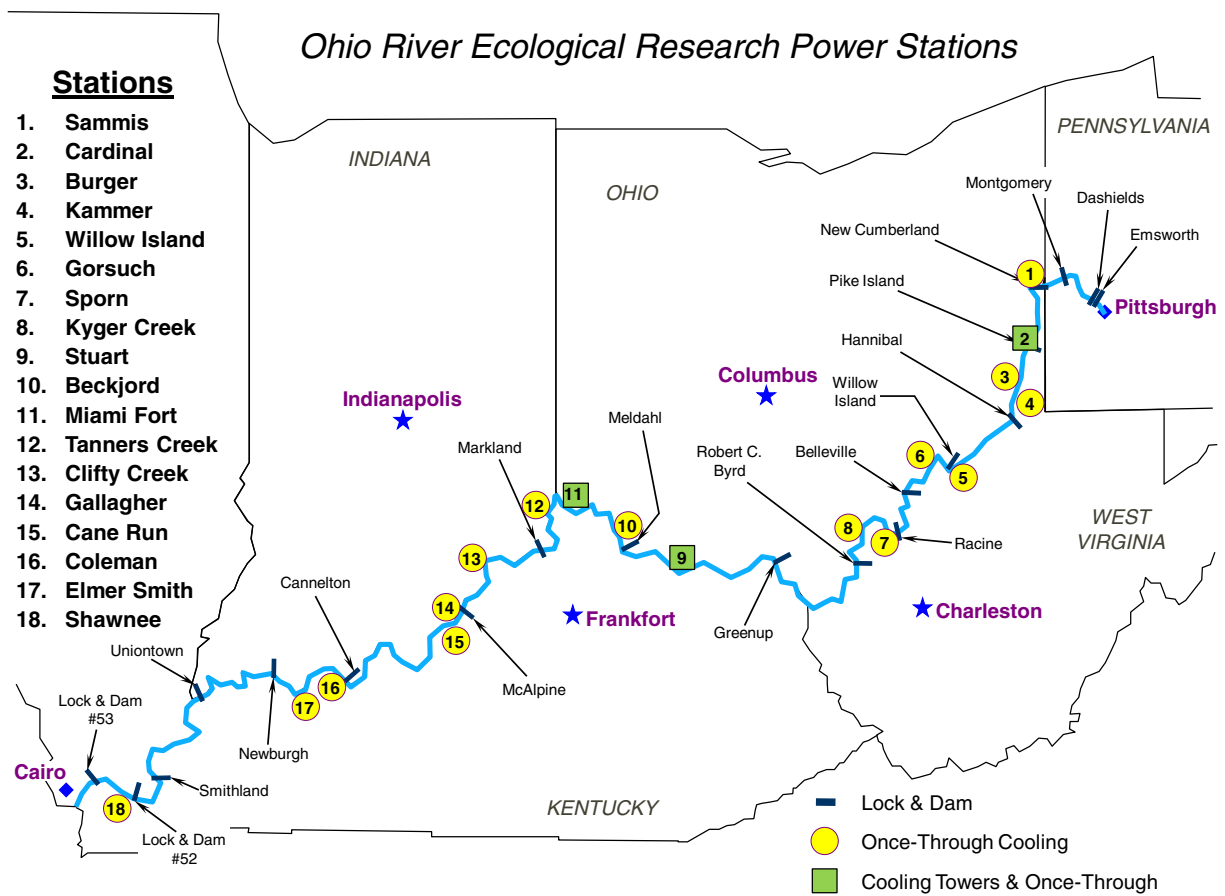 Ohio River Ecological Research Power Stations
Stations
1. Sammis
2. Cardinal
3. Burger
4. Kammer
5. Willow Island
6. Gorsuch
7. Sporn
8. Kyger Creek
9. Stuart
10. Beckjord
11. Miami Fort
12. Tanners Creek
13. Clifty Creek
14. Gallagher
15. Cane Run
16. Coleman
17. Elmer Smith
18. Shawnee
PENNSYLVANIA
INDIANA
OHIO
Montgomery
Dashields
Emsworth
New Cumberland
1
Pike Island
Pittsburgh
2
Hannibal
3
4
Columbus
Willow
Island
Indianapolis
Meldahl
Markland
Robert C.
Byrd
Belleville
6
5
12
11
10
8
7
Racine
WEST
VIRGINIA
13
9
Cannelton
14
15
Frankfort
Greenup
Charleston
Uniontown
McAlpine
16
17
Lock & Dam
#53
Newburgh
Cairo
Smithland
18
Lock & Dam
#52
KENTUCKY
Lock & Dam
Once-Through Cooling
Cooling Towers & Once-Through